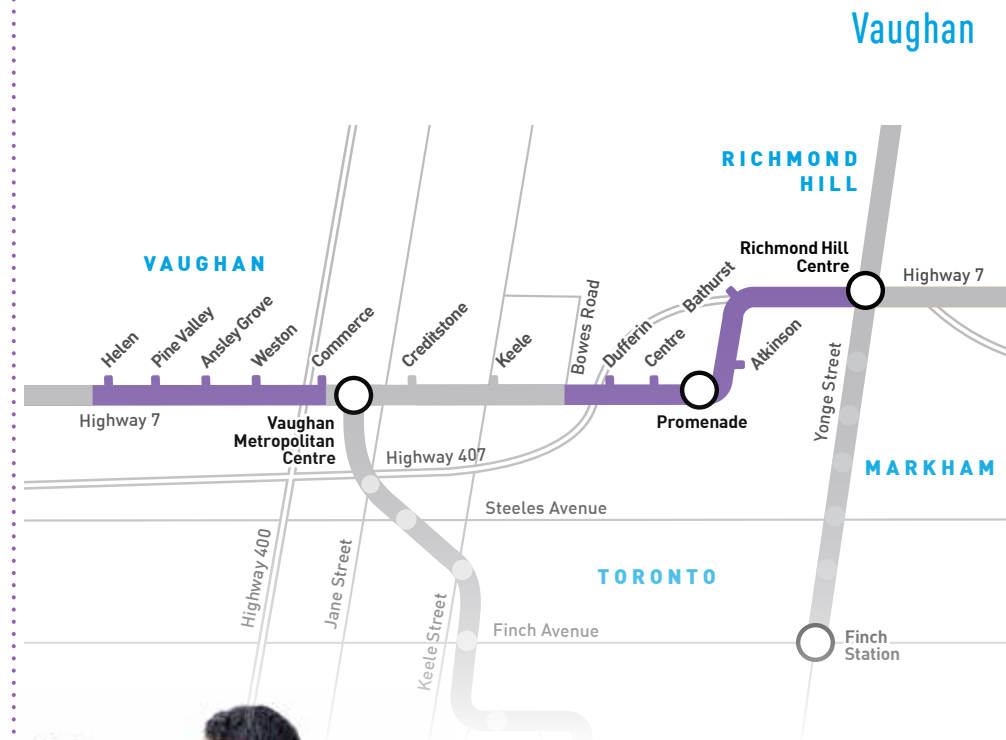 Vaughan
RICHMOND
HILL
Richmond Hill
Centre
Highway 7
VAUGHAN
Helen
Pine Valley
Ansley Grove
Weston
Commerce
Creditstone
Keele
Bowes Road
Dufferin
Centre
Bathurst
Atkinson
Highway 7
Vaughan
Metropolitan
Centre
Promenade
Yonge Street
Highway 407
MARKHAM
Steeles Avenue
Highway 400
Jane Street
TORONTO
Keele Street
Finch Avenue
Finch
Station